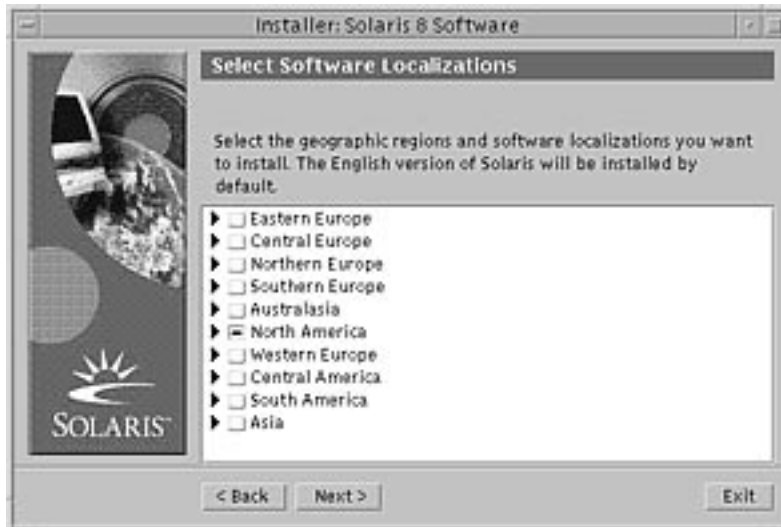 Installer: Solaris 8 Software
Select Software Localizations
Select the geographic regions and software localizations you want
to install. The English version of Solaris will be installed by
default.
Eastern Europe
Central Europe
Northern Europe
Southern Europe
Australasia
North America
Western Europe
Central America
South America
Asia
SOLARIS™
< Back
Next >
Exit